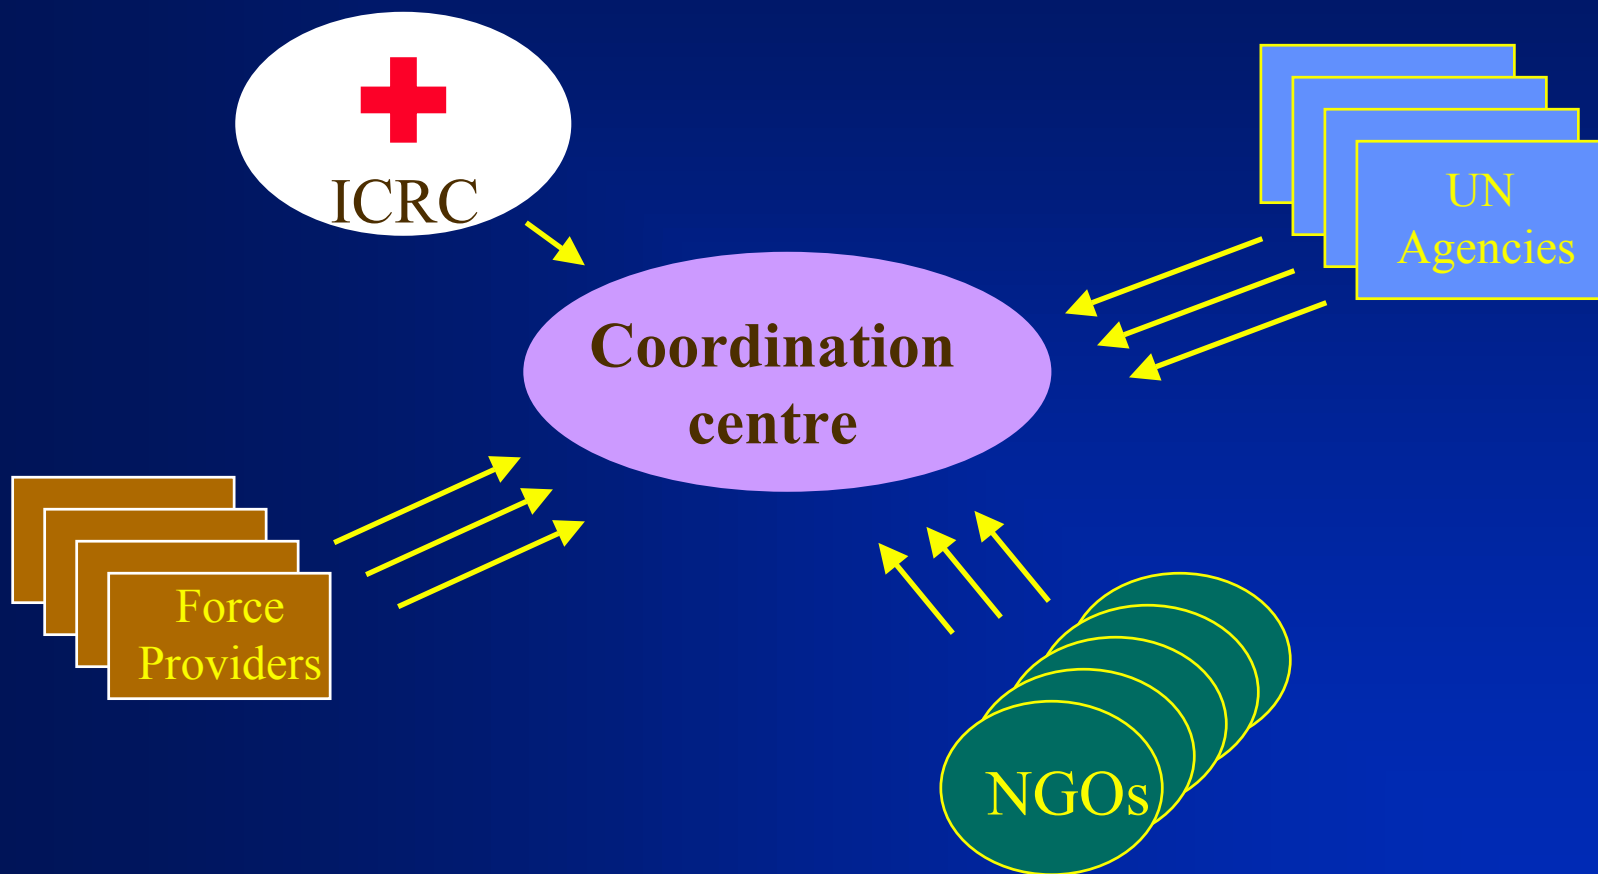 ICRC
UN
Agencies
Coordination
centre
Force
Providers
NGOs